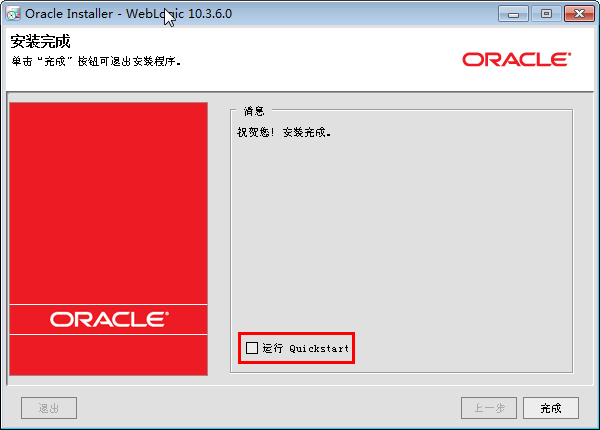 Oracle Installer - WebLogic 10.3.6.0
安装完成
单击“完成”按钮可退出安装程序。
ORACLE®
消息
祝贺您! 安装完成。
ORACLE®
运行 Quickstart
退出
上一步
完成